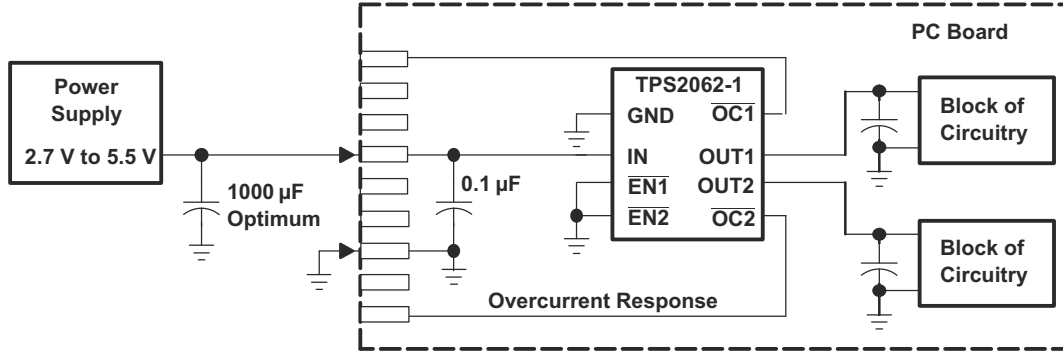 PC Board
Power
Supply
2.7 V to 5.5 V
1000 µF
Optimum
0.1 µF
TPS2062-1
GND
OC1
IN
OUT1
EN1
OUT2
EN2
OC2
Overcurrent Response
Block of
Circuitry
Block of
Circuitry